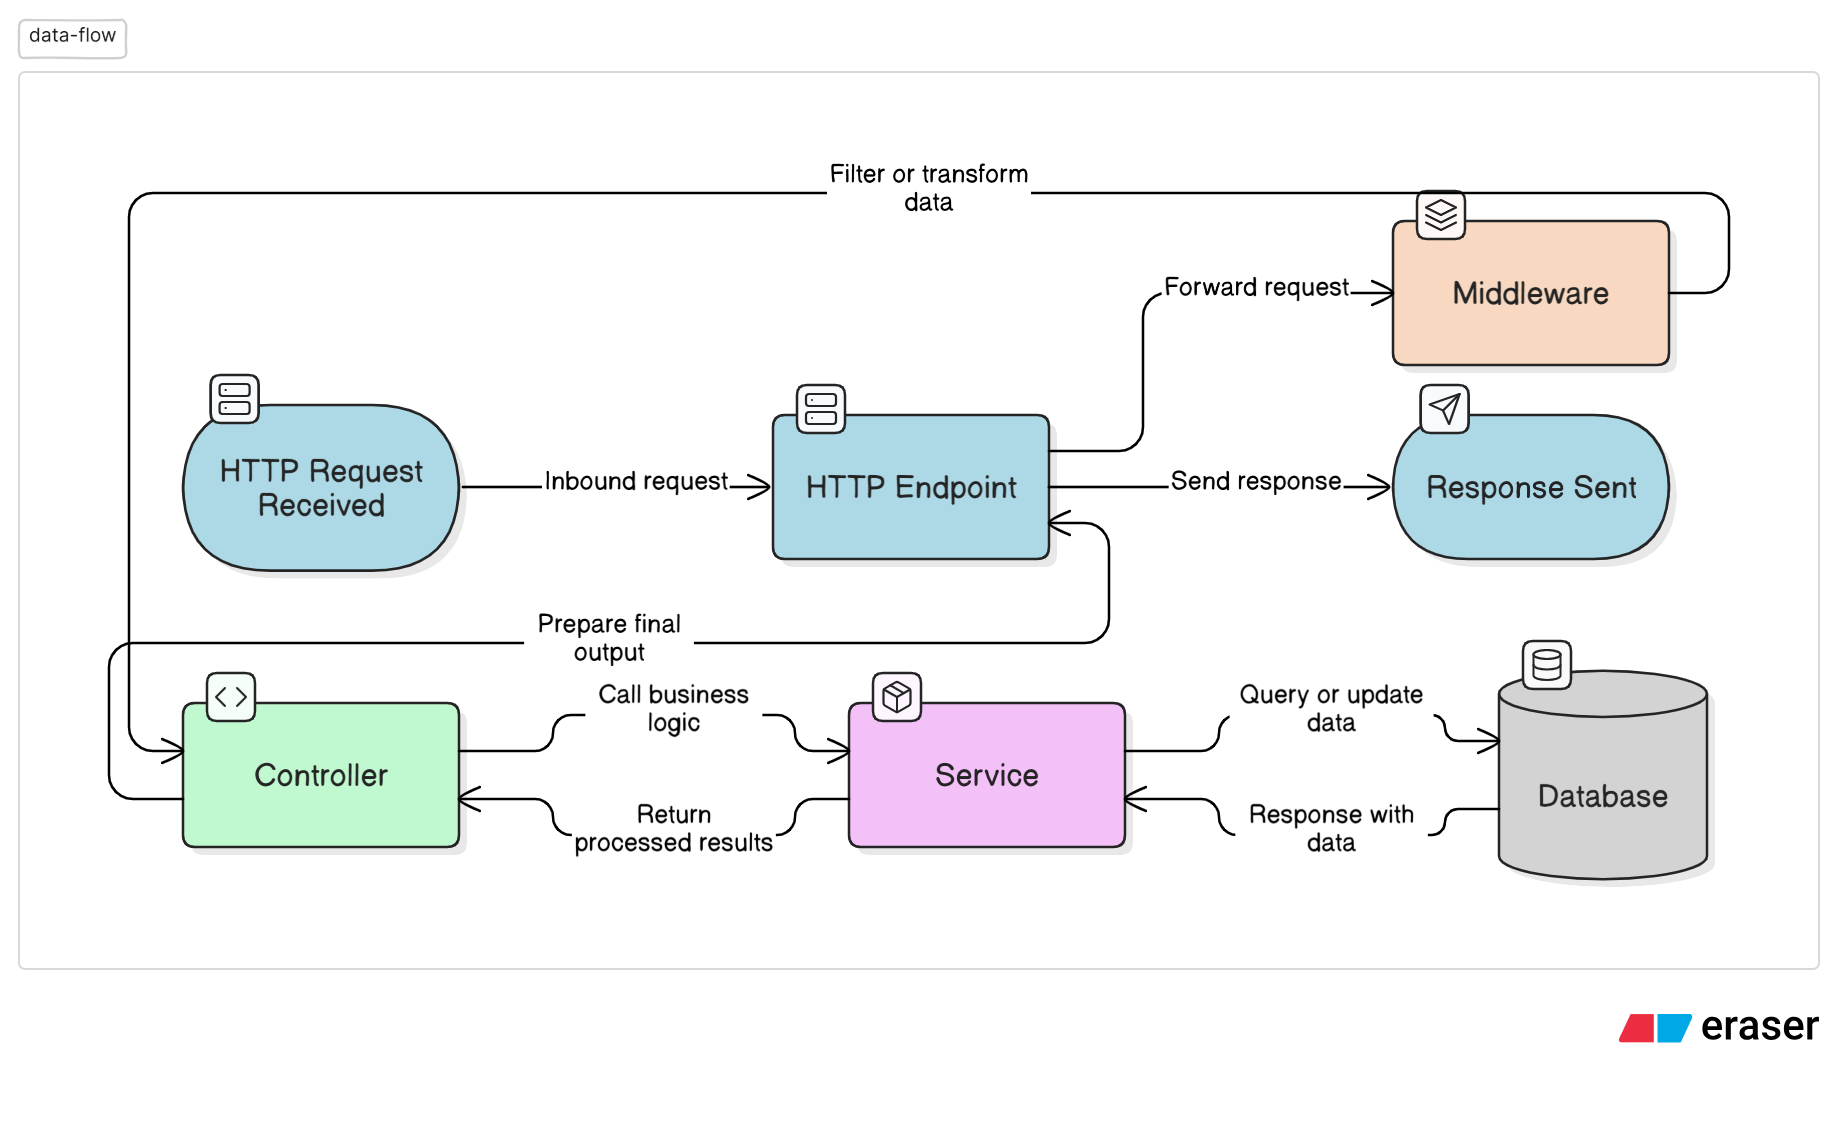 data-flow
Filter or transform
data
Forward request
Middleware
HTTP Request
Received
Inbound request
HTTP Endpoint
Send response
Response Sent
Prepare final
output
Controller
Call business
logic
Return
processed results
Service
Query or update
data
Response with
data
Database
eraser